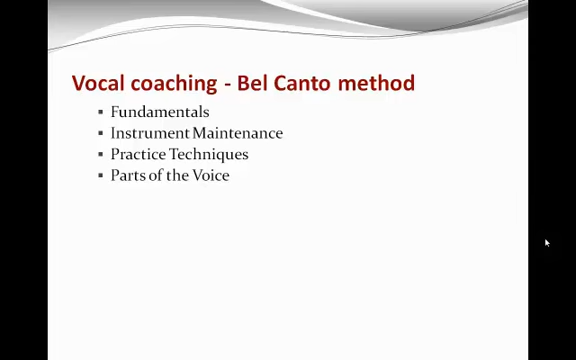 Vocal coaching - Bel Canto method
▪ Fundamentals
▪ Instrument Maintenance
▪ Practice Techniques
▪ Parts of the Voice